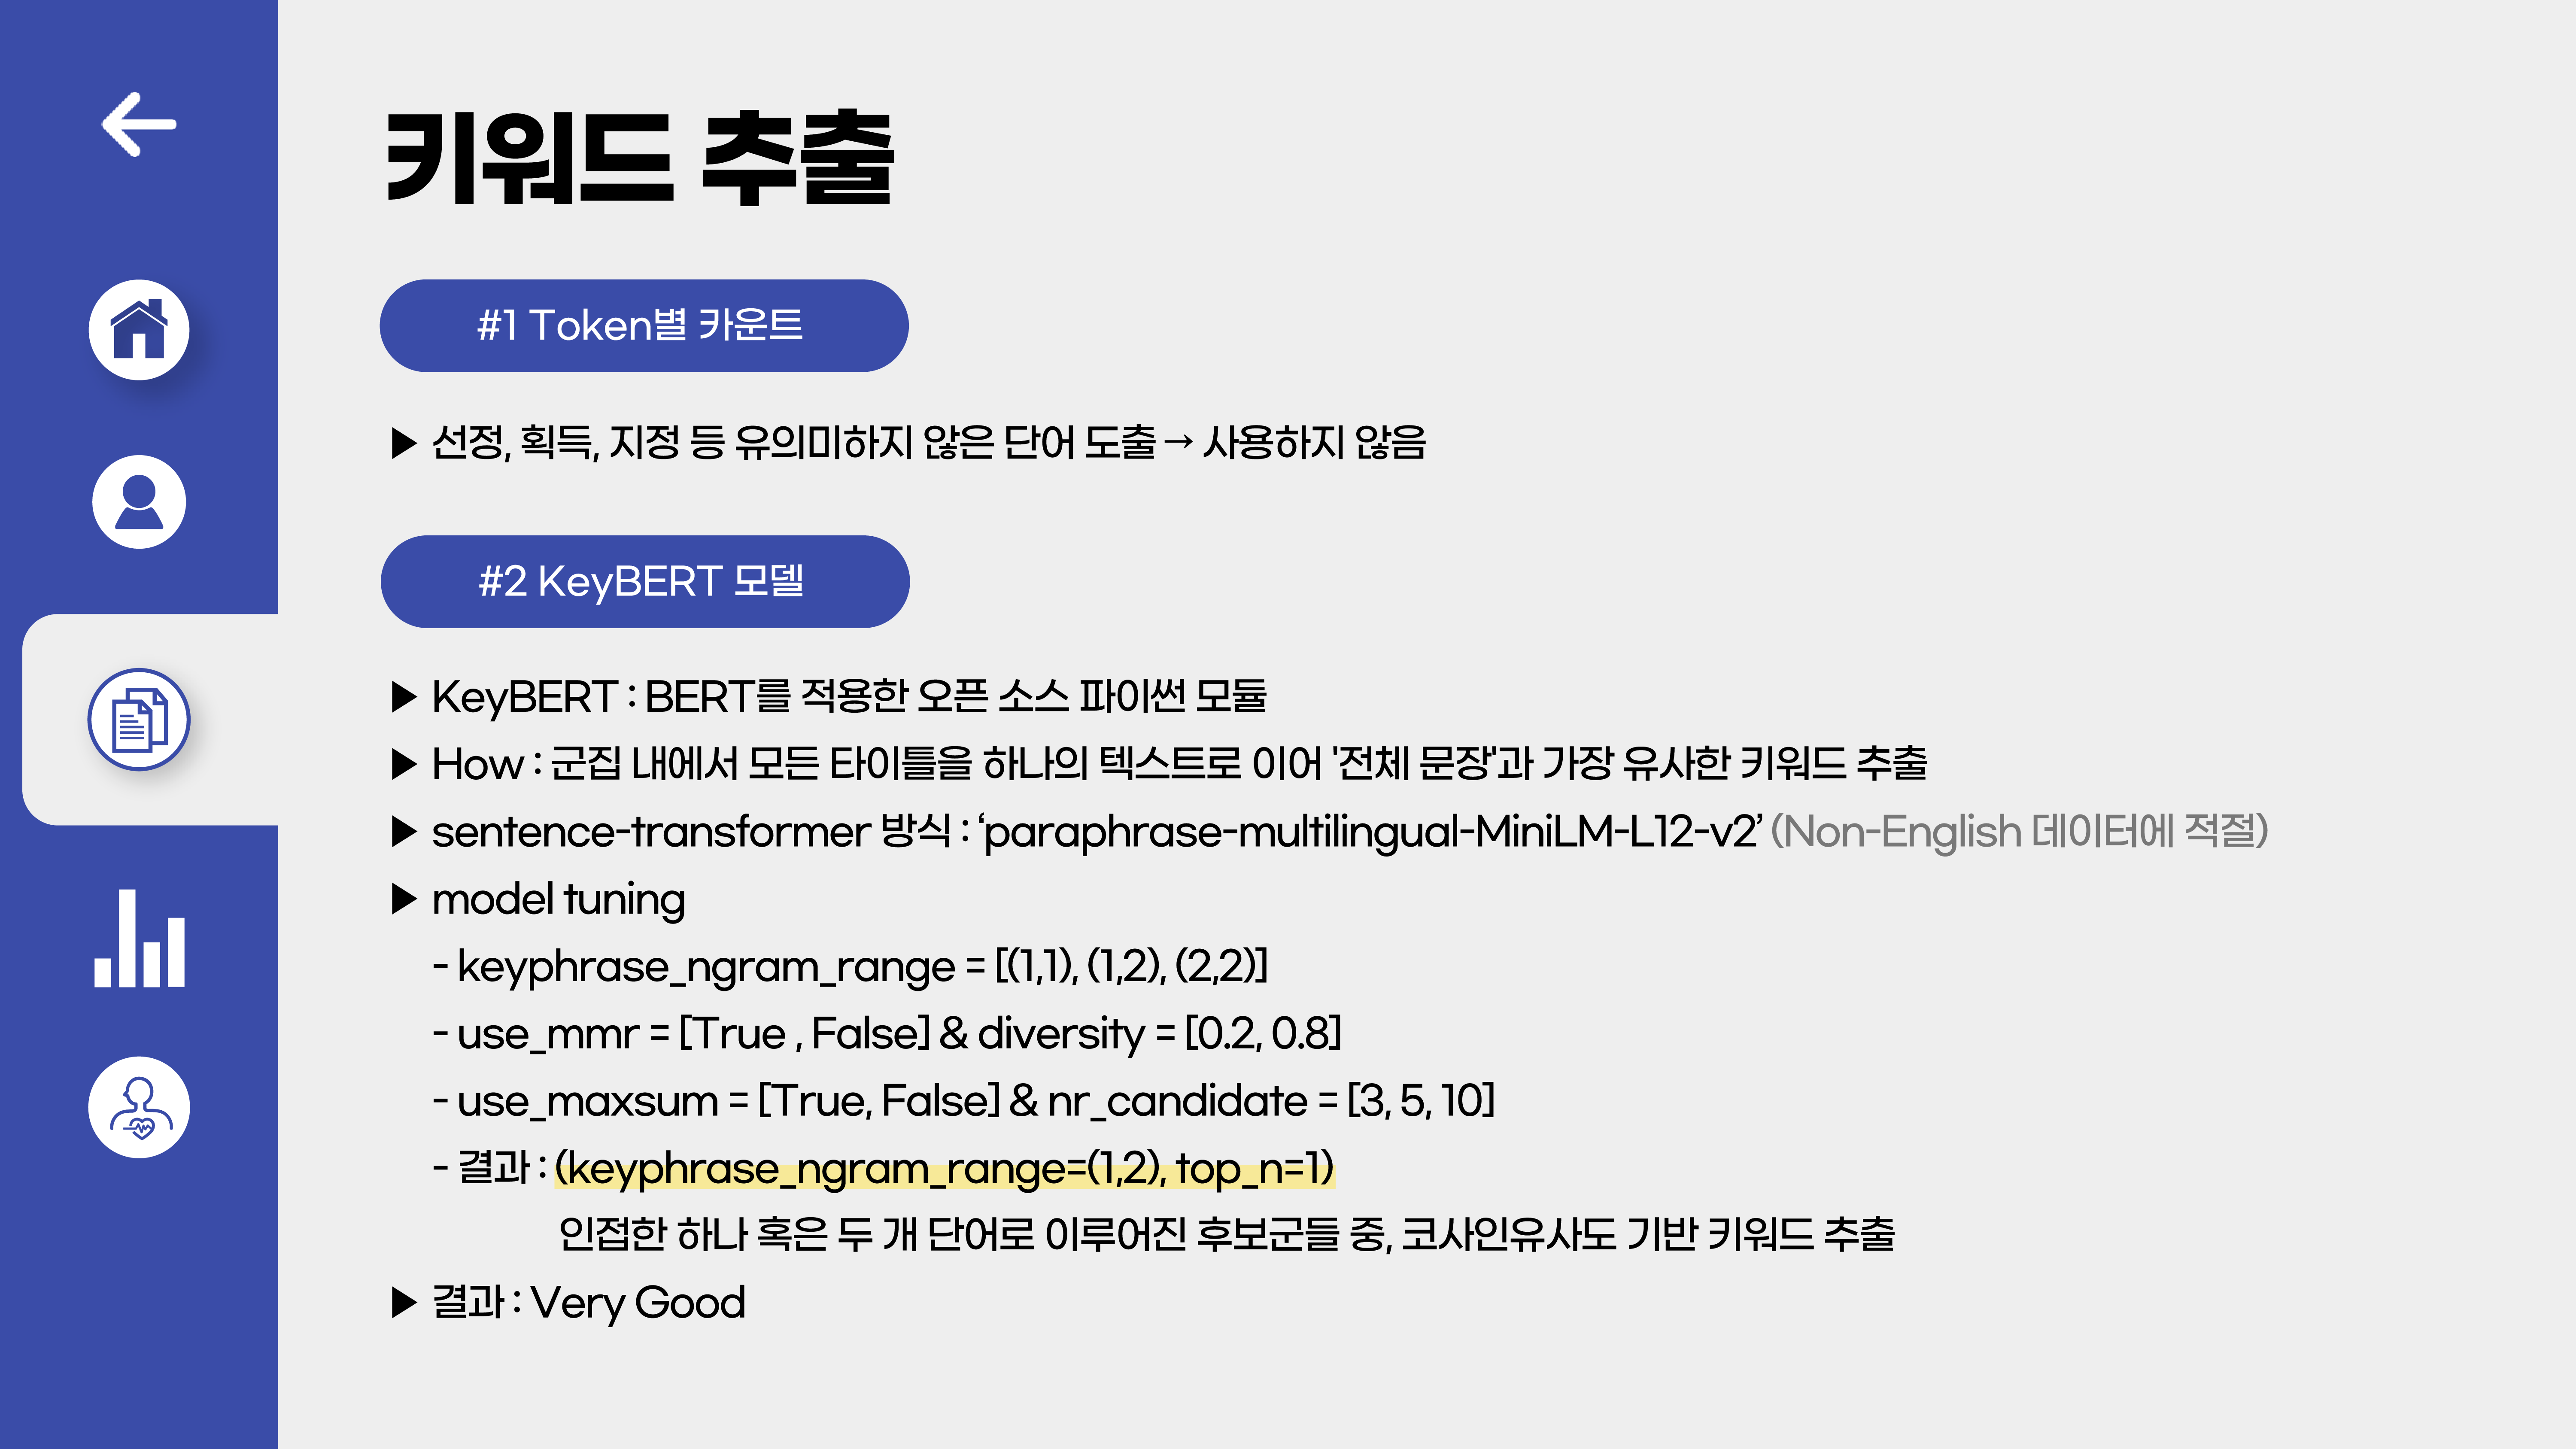 키워드 추출
#1 Token별 카운트
▶ 선정, 획득, 지정 등 유의미하지 않은 단어 도출 → 사용하지 않음
#2 KeyBERT 모델
▶ KeyBERT : BERT를 적용한 오픈 소스 파이썬 모듈
▶ How : 군집 내에서 모든 타이틀을 하나의 텍스트로 이어 '전체 문장'과 가장 유사한 키워드 추출
▶ sentence-transformer 방식 : ‘paraphrase-multilingual-MiniLM-L12-v2’ (Non-English 데이터에 적절)
▶ model tuning
- keyphrase_ngram_range = [(1,1), (1,2), (2,2)]
- use_mmr = [True , False] & diversity = [0.2, 0.8]
- use_maxsum = [True, False] & nr_candidate = [3, 5, 10]
- 결과 : (keyphrase_ngram_range=(1,2), top_n=1)
인접한 하나 혹은 두 개 단어로 이루어진 후보군들 중, 코사인유사도 기반 키워드 추출
▶ 결과 : Very Good